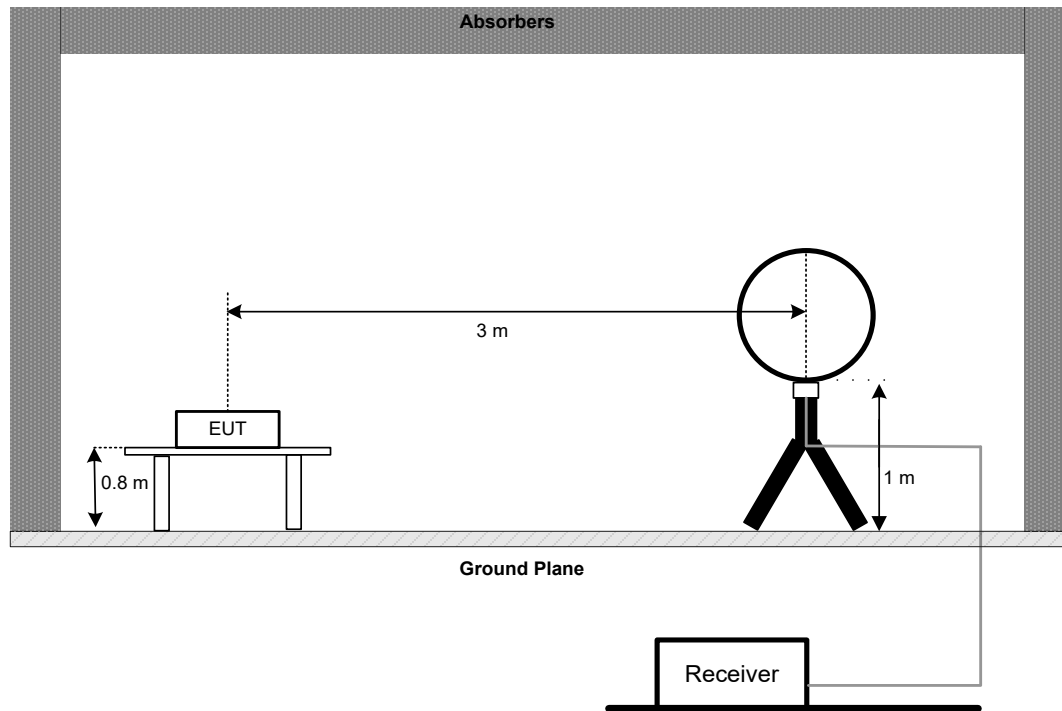 Absorbers
3 m
EUT
0.8 m
1 m
Ground Plane
Receiver